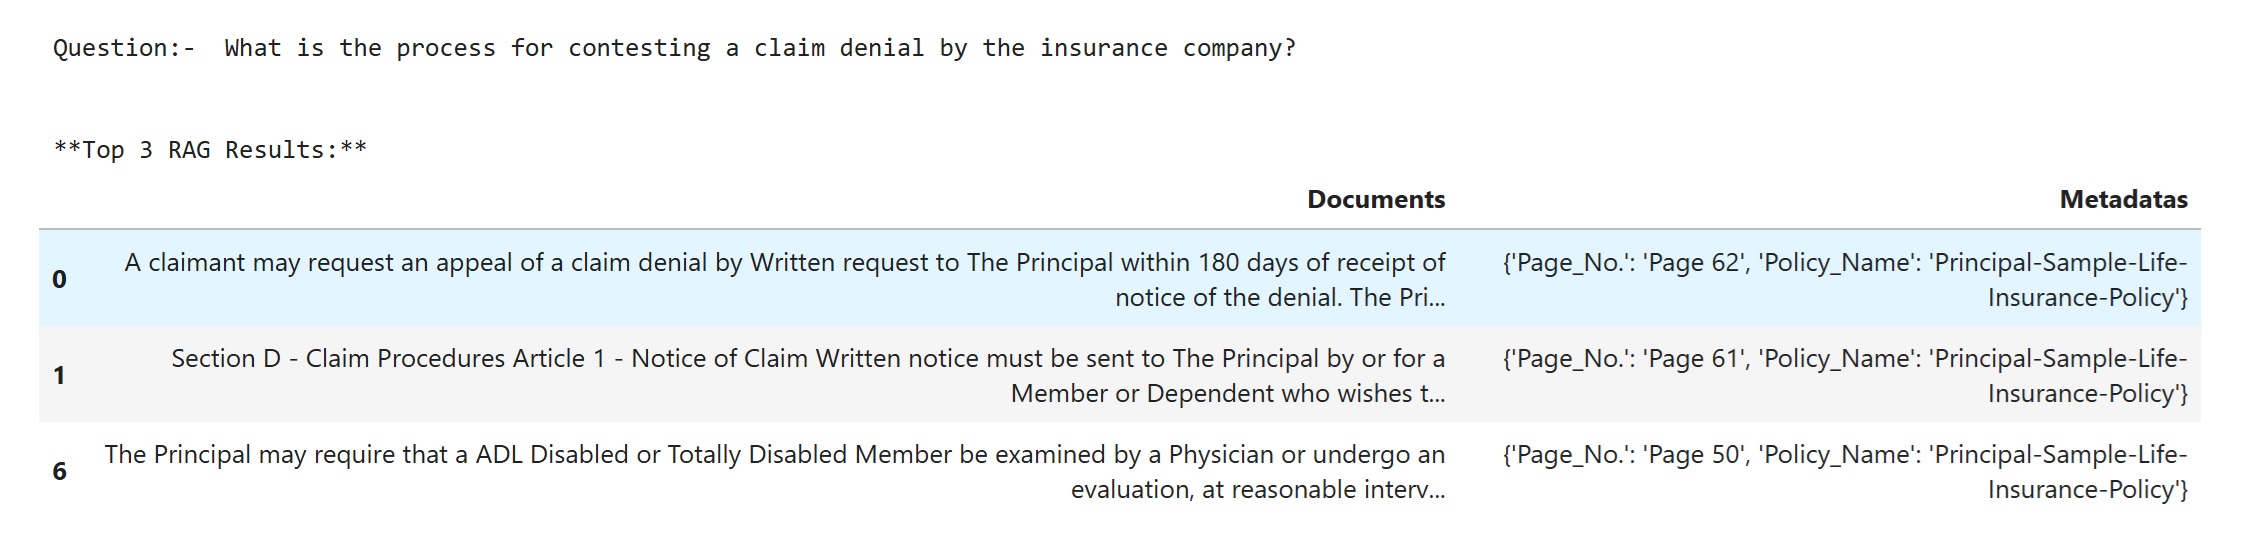 Question:-  What is the process for contesting a claim denial by the insurance company?
**Top 3 RAG Results:**
Documents Metadatas
0 A claimant may request an appeal of a claim denial by Written request to The Principal within 180 days of receipt of {'Page_No.': 'Page 62', 'Policy_Name': 'Principal-Sample-Life-
notice of the denial. The Pri... Insurance-Policy'}
1 Section D - Claim Procedures Article 1 - Notice of Claim Written notice must be sent to The Principal by or for a {'Page_No.': 'Page 61', 'Policy_Name': 'Principal-Sample-Life-
Member or Dependent who wishes t... Insurance-Policy'}
6 The Principal may require that a ADL Disabled or Totally Disabled Member be examined by a Physician or undergo an {'Page_No.': 'Page 50', 'Policy_Name': 'Principal-Sample-Life-
evaluation, at reasonable interv... Insurance-Policy'}